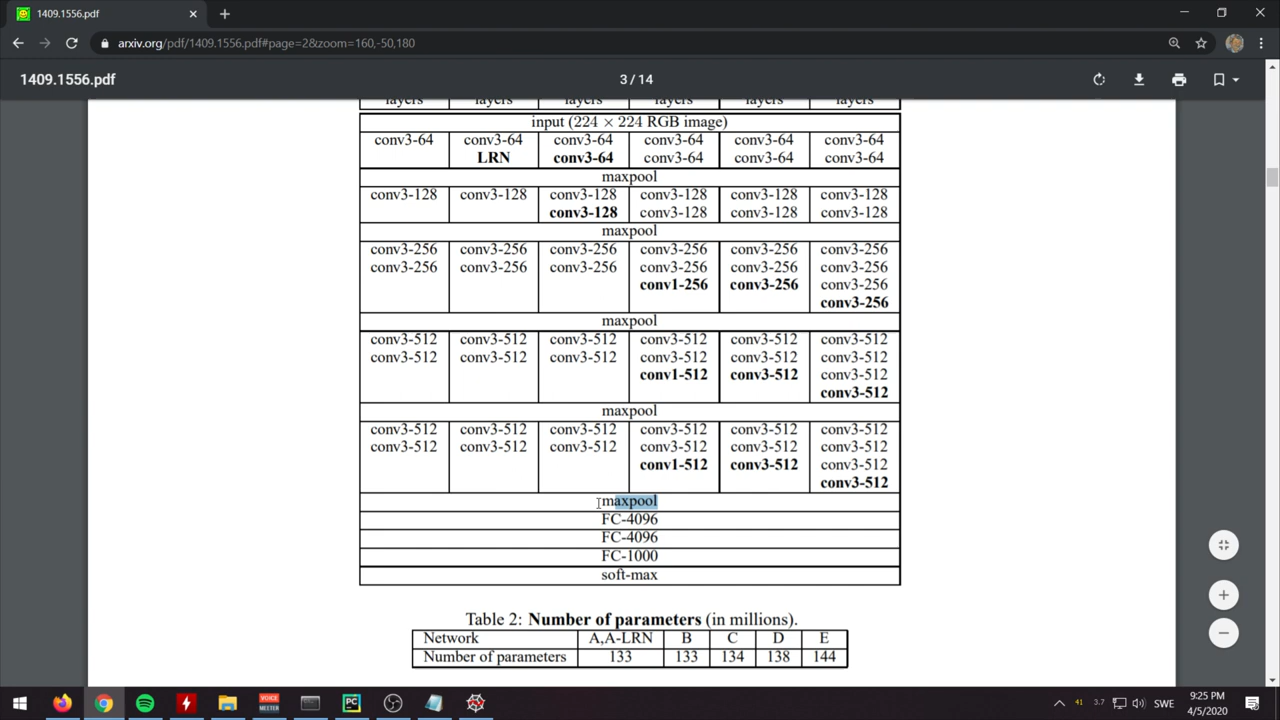 1409.1556.pdf
arxiv.org/pdf/1409.1556.pdf#page=2&zoom=160,-50,180
1409.1556.pdf 3 / 14
layers layers layers layers layers layers
input (224 × 224 RGB image)
conv3-64 conv3-64 conv3-64 conv3-64 conv3-64 conv3-64
LRN conv3-64 conv3-64 conv3-64 conv3-64
maxpool
conv3-128 conv3-128 conv3-128 conv3-128 conv3-128 conv3-128
conv3-128 conv3-128 conv3-128 conv3-128
maxpool
conv3-256 conv3-256 conv3-256 conv3-256 conv3-256 conv3-256
conv3-256 conv3-256 conv3-256 conv3-256 conv3-256 conv3-256
conv1-256 conv3-256 conv3-256
conv3-256
maxpool
conv3-512 conv3-512 conv3-512 conv3-512 conv3-512 conv3-512
conv3-512 conv3-512 conv3-512 conv3-512 conv3-512 conv3-512
conv1-512 conv3-512 conv3-512
conv3-512
maxpool
conv3-512 conv3-512 conv3-512 conv3-512 conv3-512 conv3-512
conv3-512 conv3-512 conv3-512 conv3-512 conv3-512 conv3-512
conv1-512 conv3-512 conv3-512
conv3-512
maxpool
FC-4096
FC-4096
FC-1000
soft-max
Table 2: Number of parameters (in millions).
Network A,A-LRN B C D E
Number of parameters 133 133 134 138 144
VOICE
MEETER
PC
41 3.7 SWE
9:25 PM
4/5/2020